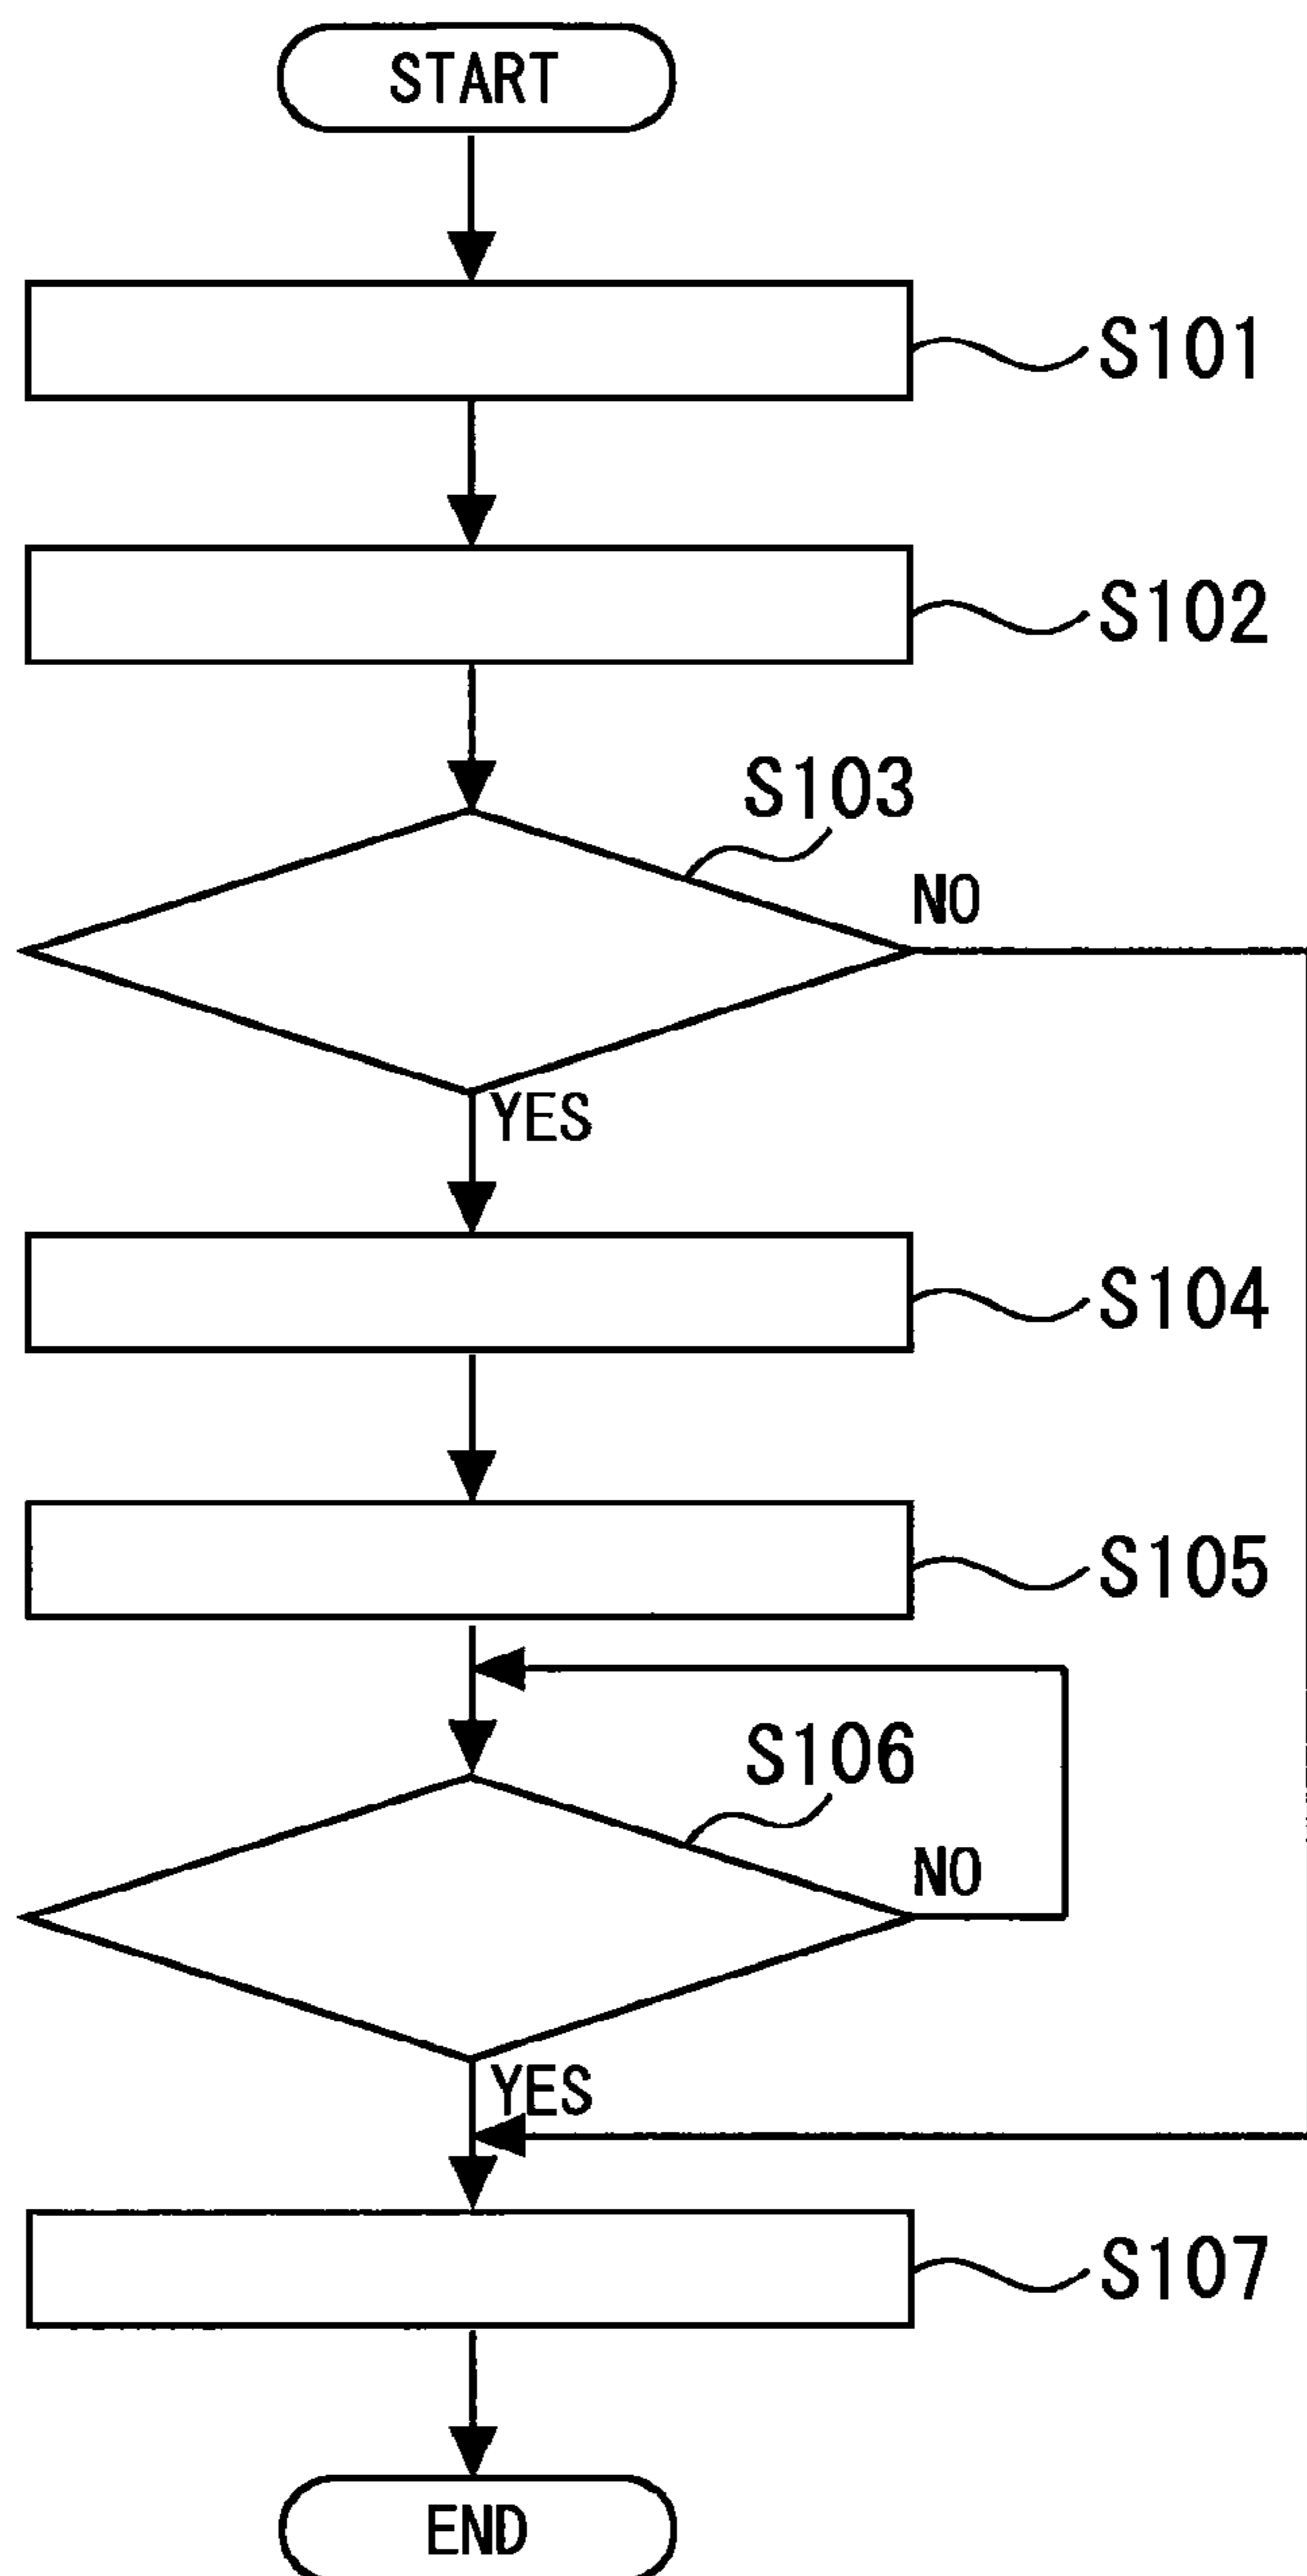 START
S101
S102
S103
NO
YES
S104
S105
S106
NO
YES
S107
END